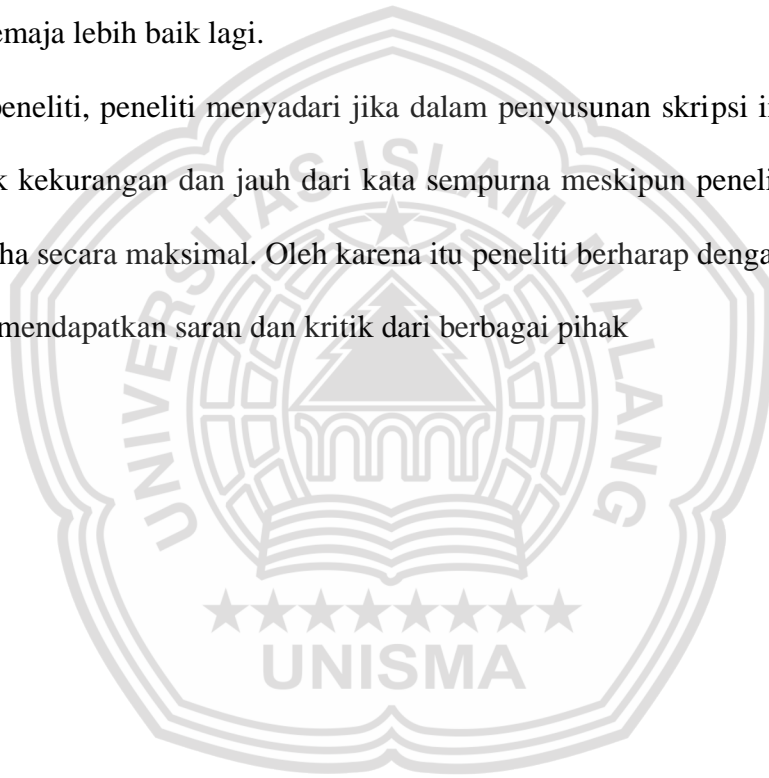 emaja lebih baik lagi.
peneliti, peneliti menyadari jika dalam penyusunan skripsi i
k kekurangan dan jauh dari kata sempurna meskipun penel
ha secara maksimal. Oleh karena itu peneliti berharap denga
mendapatkan saran dan kritik dari berbagai pihak
UNIVERSITAS ISLAM MALANG
UNISMA